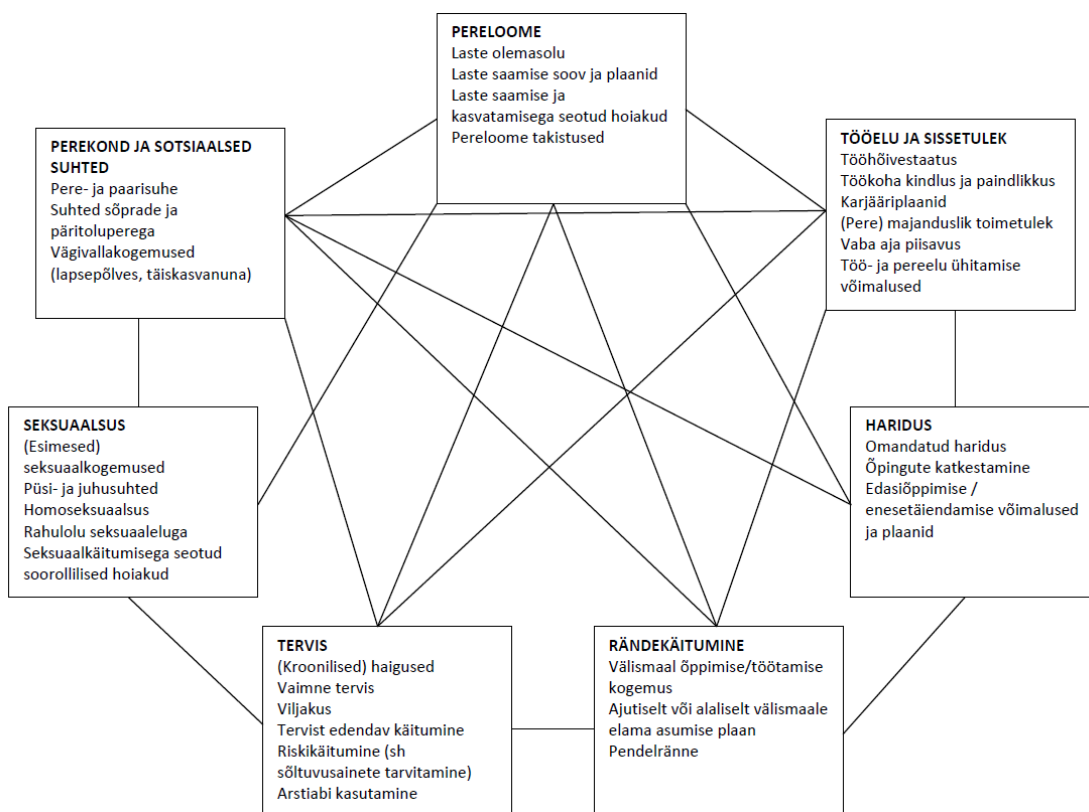 PERELOOME
Laste olemasolu
Laste saamise soov ja plaanid
Laste saamise ja
kasvatamisega seotud hoiakud
Pereloome takistused
PEREKOND JA SOTSIAALSED
SUHTED
Pere- ja paarisuhe
Suhted sõprade ja
päritoluperega
Vägivallakogemused
(lapsepõlves, täiskasvanuna)
TÖÖELU JA SISSETULEK
Tööhõivestaatus
Töökoha kindlus ja paindlikkus
Karjääriplaanid
(Pere) majanduslik toimetulek
Vaba aja piisavus
Töö- ja pereelu ühitamise
võimalused
SEKSUAALSUS
(Esimesed)
seksuaalkogemused
Püsi- ja juhusuhted
Homoseksuaalsus
Rahulolu seksuaaleluga
Seksuaalkäitumisega seotud
soorollilised hoiakud
HARIDUS
Omandatud haridus
Õpingute katkestamine
Edasiõppimise /
enesetäiendamise võimalused
ja plaanid
TERVIS
(Kroonilised) haigused
Vaimne tervis
Viljakus
Tervist edendav käitumine
Riskikäitumine (sh
sõltuvusainete tarvitamine)
Arstiabi kasutamine
RÄNDEKÄITUMINE
Välismaal õppimise/töötamise
kogemus
Ajutiselt või alaliselt välismaale
elama asumise plaan
Pendelränne